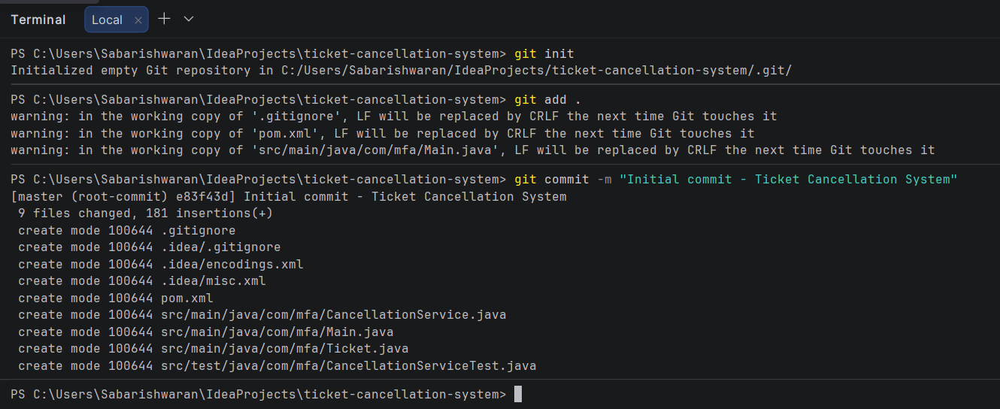 Terminal Local × + ∨
PS C:\Users\Sabarishwaran\IdeaProjects\ticket-cancellation-system> git init
Initialized empty Git repository in C:/Users/Sabarishwaran/IdeaProjects/ticket-cancellation-system/.git/
PS C:\Users\Sabarishwaran\IdeaProjects\ticket-cancellation-system> git add .
warning: in the working copy of '.gitignore', LF will be replaced by CRLF the next time Git touches it
warning: in the working copy of 'pom.xml', LF will be replaced by CRLF the next time Git touches it
warning: in the working copy of 'src/main/java/com/mfa/Main.java', LF will be replaced by CRLF the next time Git touches it
PS C:\Users\Sabarishwaran\IdeaProjects\ticket-cancellation-system> git commit -m "Initial commit - Ticket Cancellation System"
[master (root-commit) e83f43d] Initial commit - Ticket Cancellation System
 9 files changed, 181 insertions(+)
 create mode 100644 .gitignore
 create mode 100644 .idea/.gitignore
 create mode 100644 .idea/encodings.xml
 create mode 100644 .idea/misc.xml
 create mode 100644 pom.xml
 create mode 100644 src/main/java/com/mfa/CancellationService.java
 create mode 100644 src/main/java/com/mfa/Main.java
 create mode 100644 src/main/java/com/mfa/Ticket.java
 create mode 100644 src/test/java/com/mfa/CancellationServiceTest.java
PS C:\Users\Sabarishwaran\IdeaProjects\ticket-cancellation-system>